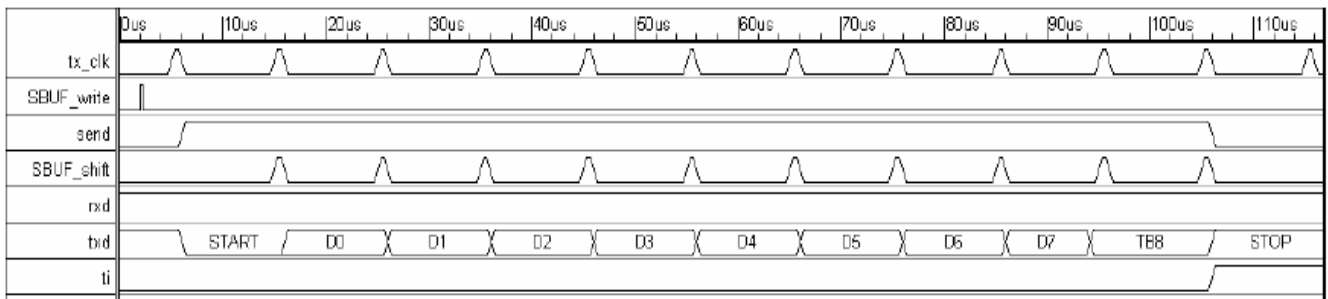 0us 10us 20us 30us 40us 50us 60us 70us 80us 90us 100us 110us
tx_clk
SBUF_write
send
SBUF_shift
rxd
txd START D0 D1 D2 D3 D4 D5 D6 D7 TB8 STOP
ti